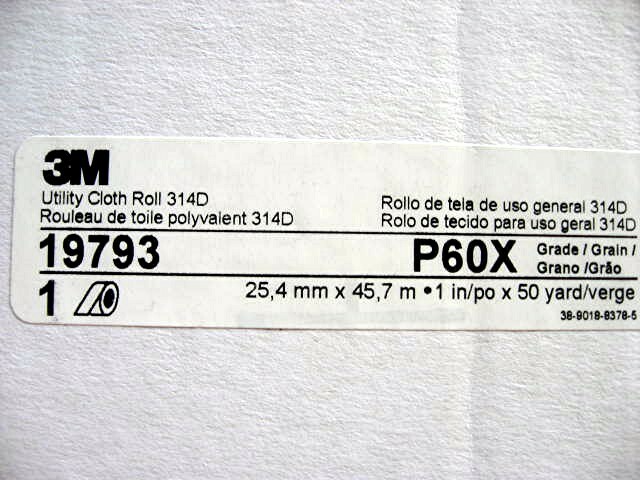 3M
Utility Cloth Roll 314D
Rouleau de toile polyvalent 314D
Rollo de tela de uso general 314D
Rolo de tecido para uso geral 314D
19793
P60X Grade / Grain /
Grano /Grão
1
25,4 mm x 45,7 m • 1 in/po x 50 yard/verge
38-9019-8378-5